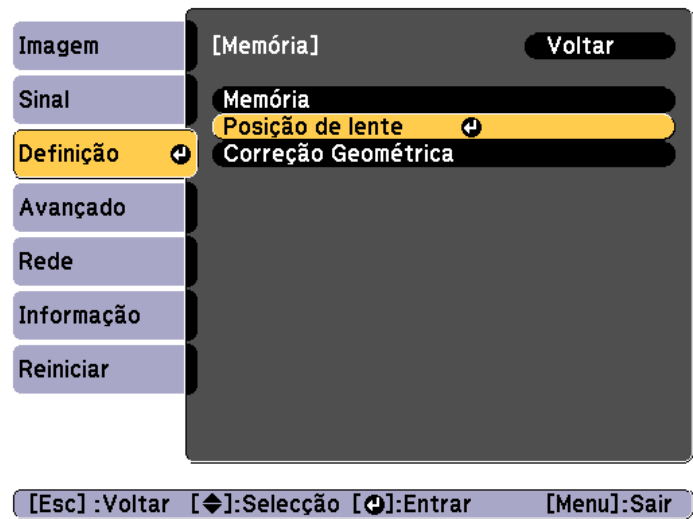 Imagem
Sinal
Definição
Avançado
Rede
Informação
Reiniciar
[Memória] Voltar
Memória
Posição de lente
Correção Geométrica
[Esc] :Voltar [◆]:Selecção [↵]:Entrar [Menu]:Sair